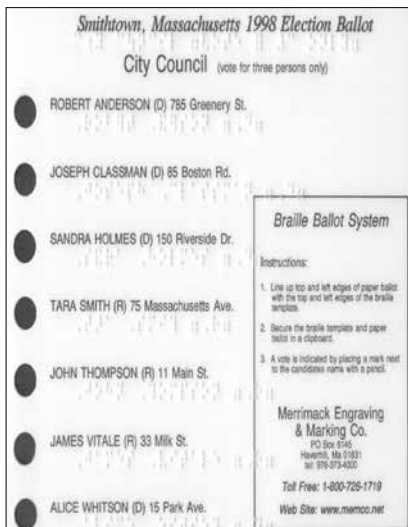 Smithtown, Massachusetts 1998 Election Ballot
City Council (vote for three persons only)
ROBERT ANDERSON (D) 785 Greenery St.
JOSEPH CLASSMAN (D) 85 Boston Rd.
SANDRA HOLMES (D) 150 Riverside Dr.
TARA SMITH (R) 75 Massachusetts Ave.
JOHN THOMPSON (R) 11 Main St.
JAMES VITALE (R) 33 Milk St.
ALICE WHITSON (D) 15 Park Ave.
Braille Ballot System
Instructions:
1. Line up top and left edges of paper ballot
with the top and left edges of the braille
template.
2. Secure the braille template and paper
ballot in a clipboard.
3. A vote is indicated by placing a mark next
to the candidates name with a pencil.
Merrimack Engraving
& Marking Co.
PO Box 8145
Haverhill, Ma 01831
tel: 978-373-4000
Toll Free: 1-800-726-1719
Web Site: www.memcc.net